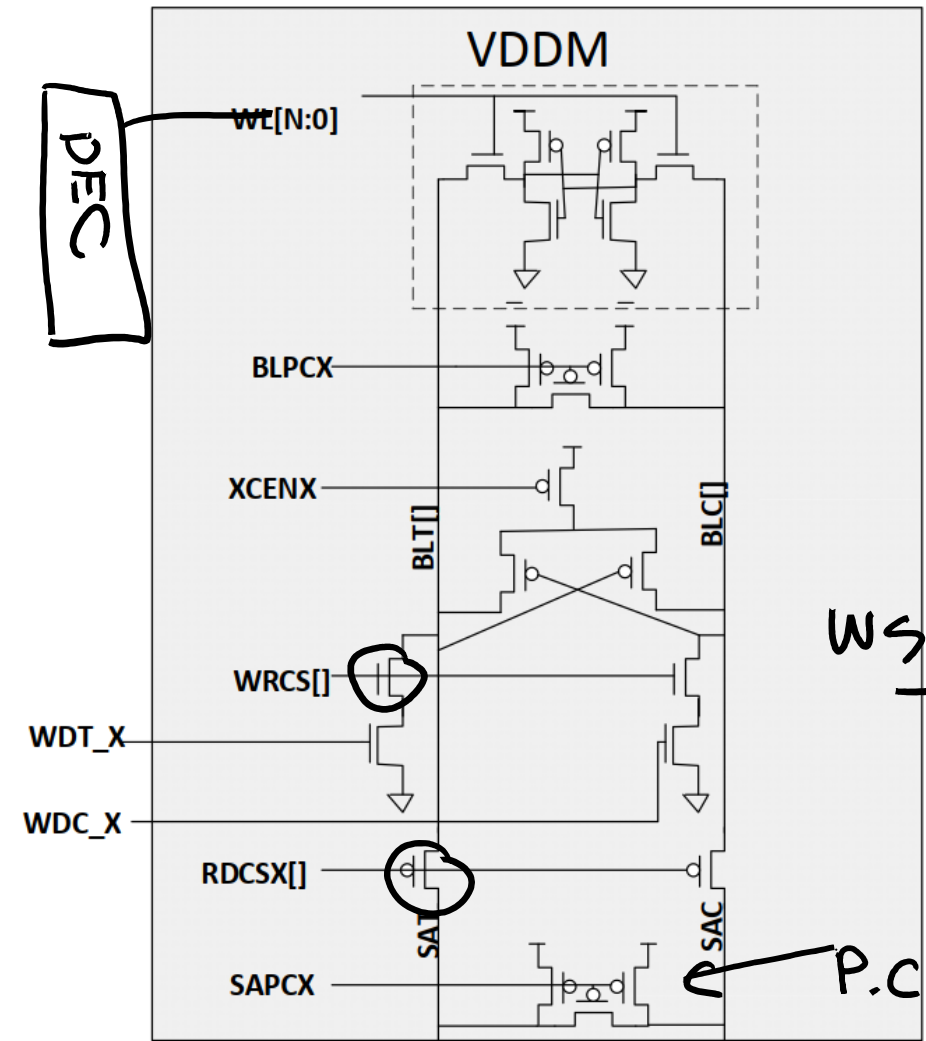 VDDM
WL[N:0]
DEC
BLPCX
XCENX
BLT[]
BLC[]
WS
WRCS[]
WDT_X
WDC_X
RDCSX[]
SAT
SAC
SAPCX
P.C